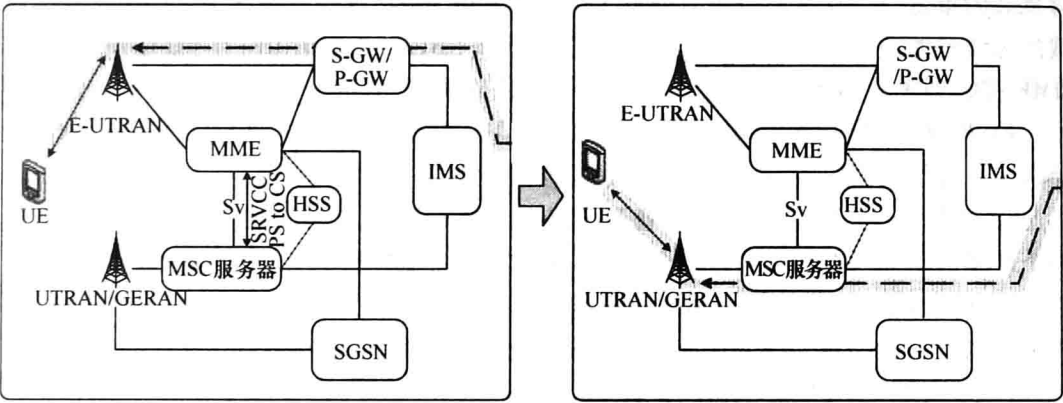 S-GW/
P-GW
E-UTRAN
MME
IMS
UE
Sv
SRVCC
PS to CS
HSS
MSC服务器
UTRAN/GERAN
SGSN
S-GW
/P-GW
E-UTRAN
MME
IMS
UE
Sv
HSS
MSC服务器
UTRAN/GERAN
SGSN